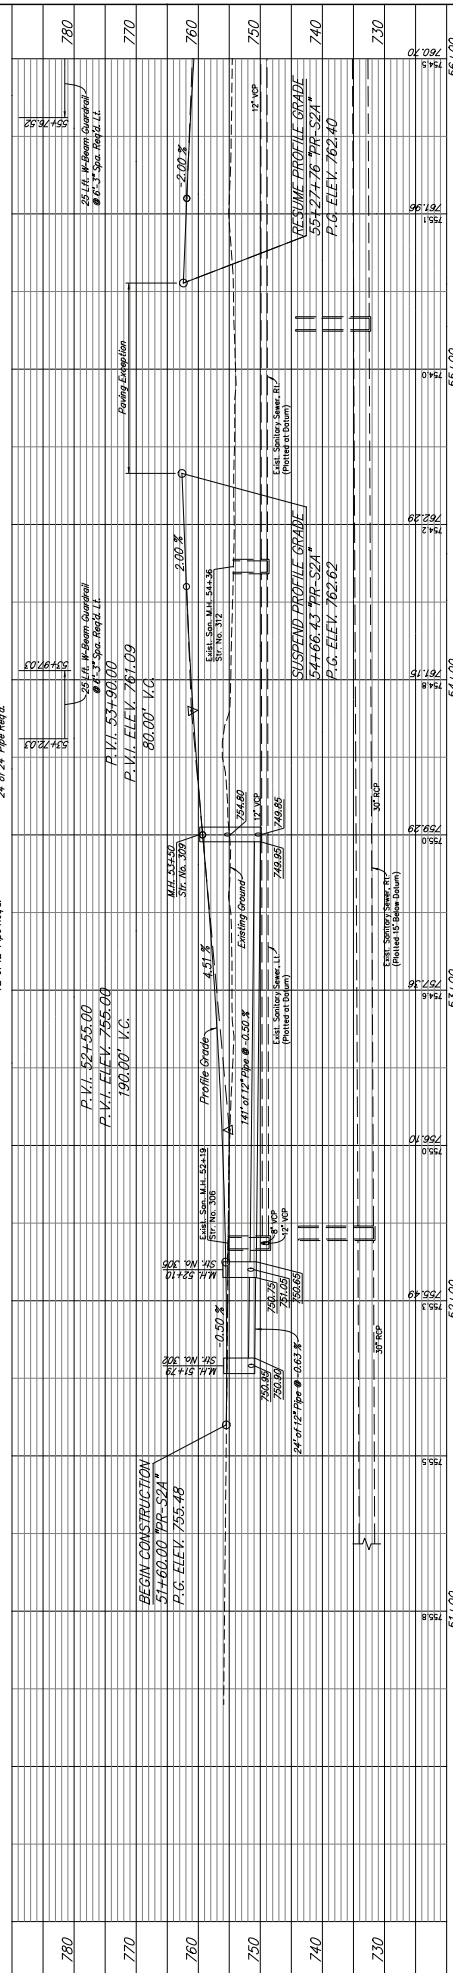 24' of 24" Pipe Req'd.
780
770
760
750
740
730
BEGIN CONSTRUCTION
51+60.00 "PR-S2A"
P.G. ELEV. 755.48
-0.50 %
M.H. 51+79
Str. No. 302
M.H. 52+10
Str. No. 305
750.95
750.90
24' of 12" Pipe @ -0.63 %
750.75
751.05
750.65
Exist. San. M.H. 52+19
Str. No. 306
8" VCP
12" VCP
30" RCP
P.V.I. 52+55.00
P.V.I. ELEV. 755.00
190.00' V.C.
Profile Grade
4.51 %
141' of 12" Pipe @ -0.50 %
Existing Ground
Exist. Sanitary Sewer, Lt.
(Plotted at Datum)
M.H. 53+50
Str. No. 309
754.80
12" VCP
749.95
749.85
Exist. Sanitary Sewer, Rt.
(Plotted 15' Below Datum)
30" RCP
53+72.03
53+97.03
25 Lft. W-Beam Guardrail
@ 6'-3" Spa. Req'd. Lt.
P.V.I. 53+90.00
P.V.I. ELEV. 761.09
80.00' V.C.
2.00 %
Exist. San. M.H. 54+36
Str. No. 312
SUSPEND PROFILE GRADE
54+66.43 "PR-S2A"
P.G. ELEV. 762.62
Paving Exception
Exist. Sanitary Sewer, Rt.
(Plotted at Datum)
RESUME PROFILE GRADE
55+27+76 "PR-S2A"
P.G. ELEV. 762.40
-2.00 %
12" VCP
55+76.52
25 Lft. W-Beam Guardrail
@ 6'-3" Spa. Req'd. Lt.
780
770
760
750
740
730
755.8
755.5
755.3
755.49
755.0
756.10
754.6
757.36
755.0
759.29
754.8
761.15
754.2
762.29
754.0
755.1
761.96
754.5
760.70
51+00
52+00
53+00
54+00
55+00
56+00